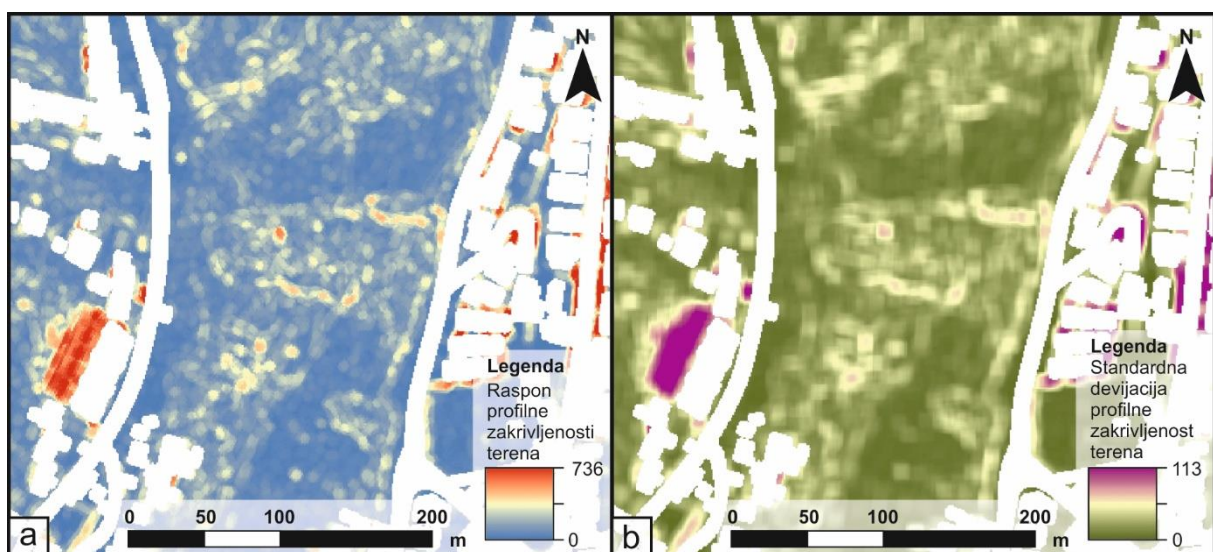 N
Legenda
Raspon
profilne
zakrivljenosti
terena
736
0
0 50 100 200
m
a
N
Legenda
Standardna
devijacija
profilne
zakrivljenost
terena
113
0
0 50 100 200
m
b